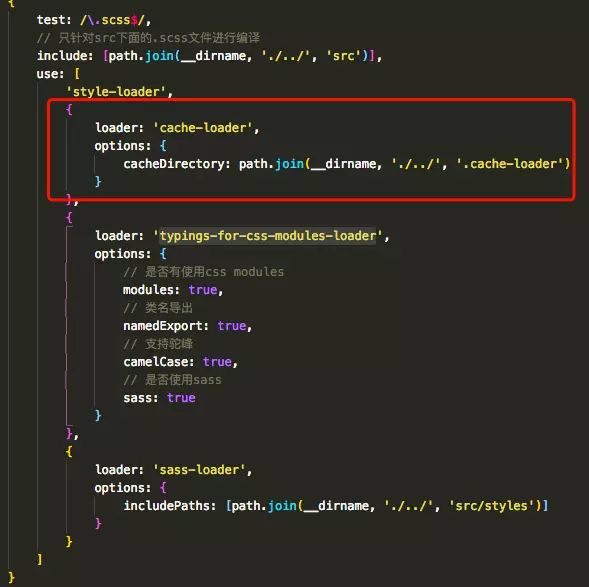 {
test: /\.scss$/,
// 只针对src下面的.scss文件进行编译
include: [path.join(__dirname, './../', 'src')],
use: [
'style-loader',
{
loader: 'cache-loader',
options: {
cacheDirectory: path.join(__dirname, './../', '.cache-loader')
}
},
{
loader: 'typings-for-css-modules-loader',
options: {
// 是否有使用css modules
modules: true,
// 类名导出
namedExport: true,
// 支持驼峰
camelCase: true,
// 是否使用sass
sass: true
}
},
{
loader: 'sass-loader',
options: {
includePaths: [path.join(__dirname, './../', 'src/styles')]
}
}
]
}